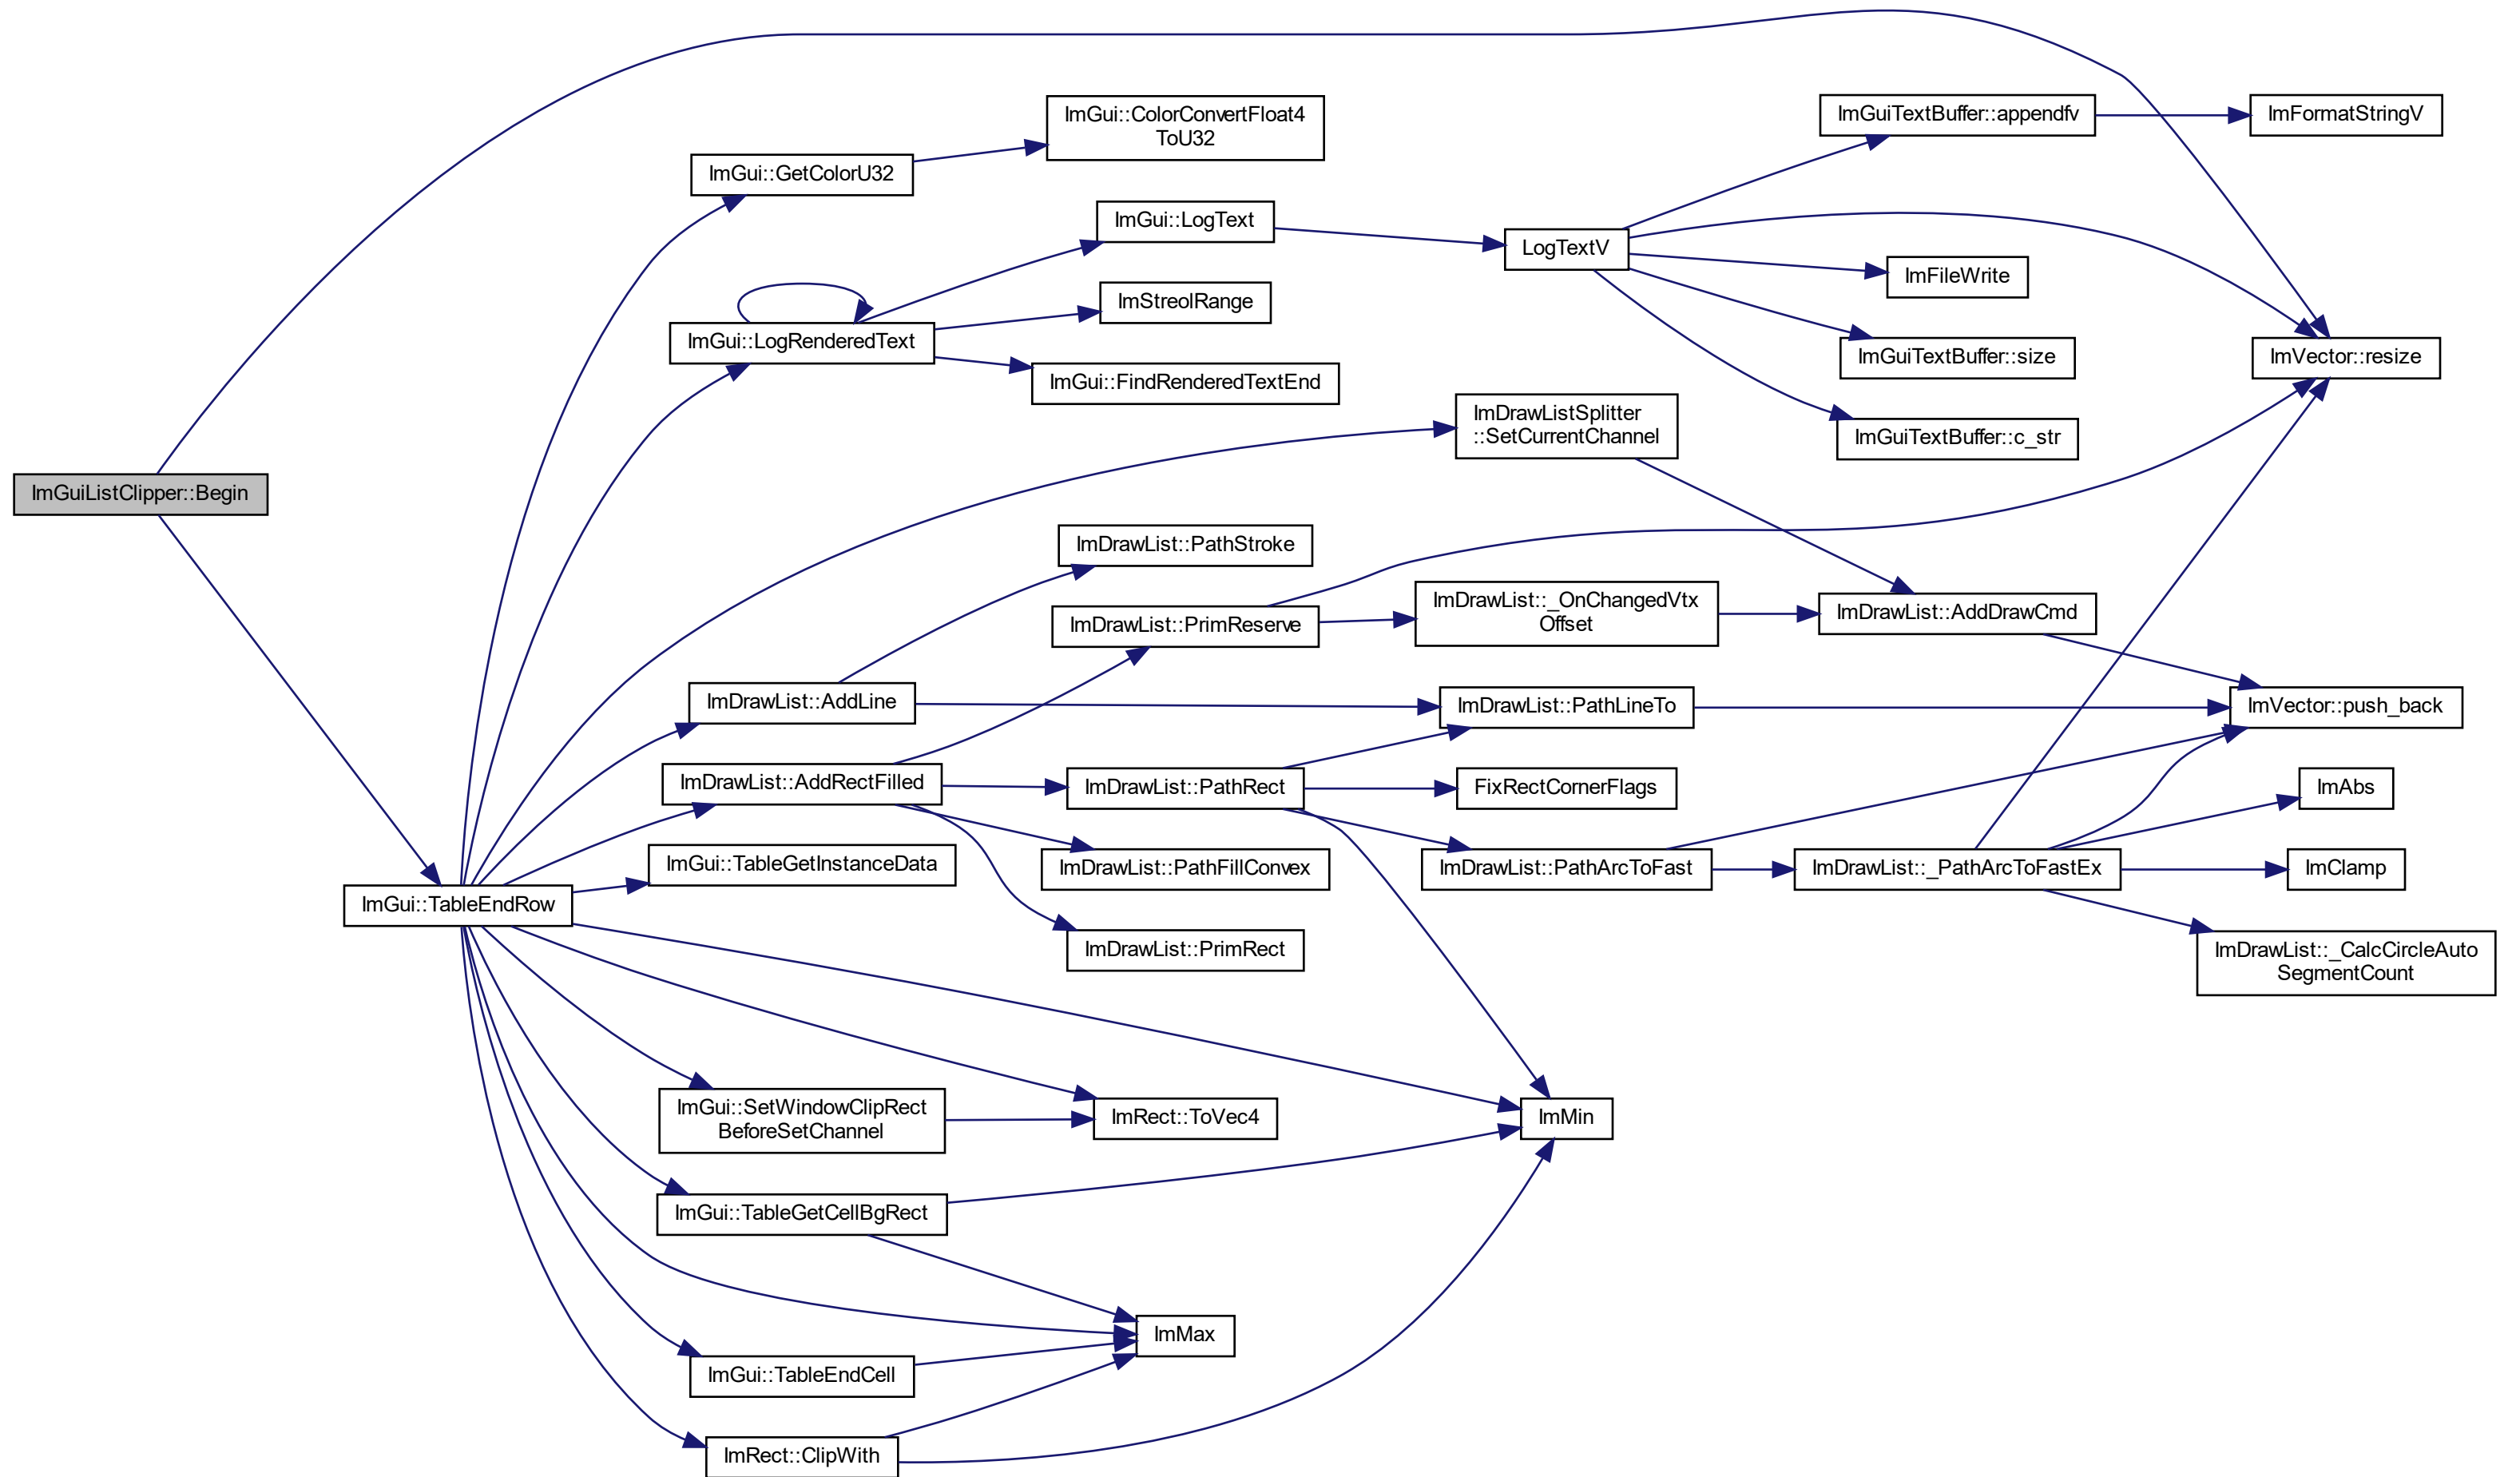 ImGuiListClipper::Begin
ImGui::TableEndRow
ImGui::GetColorU32
ImGui::ColorConvertFloat4
ToU32
ImGui::LogRenderedText
ImGui::LogText
ImStreolRange
ImGui::FindRenderedTextEnd
LogTextV
ImGuiTextBuffer::appendfv
ImFormatStringV
ImFileWrite
ImGuiTextBuffer::size
ImGuiTextBuffer::c_str
ImVector::resize
ImDrawListSplitter
::SetCurrentChannel
ImDrawList::AddLine
ImDrawList::PathStroke
ImDrawList::PrimReserve
ImDrawList::_OnChangedVtx
Offset
ImDrawList::AddDrawCmd
ImDrawList::PathLineTo
ImVector::push_back
ImDrawList::AddRectFilled
ImDrawList::PathRect
FixRectCornerFlags
ImDrawList::PathFillConvex
ImDrawList::PathArcToFast
ImDrawList::_PathArcToFastEx
ImAbs
ImClamp
ImDrawList::_CalcCircleAuto
SegmentCount
ImDrawList::PrimRect
ImGui::TableGetInstanceData
ImGui::SetWindowClipRect
BeforeSetChannel
ImRect::ToVec4
ImMin
ImGui::TableGetCellBgRect
ImMax
ImGui::TableEndCell
ImRect::ClipWith